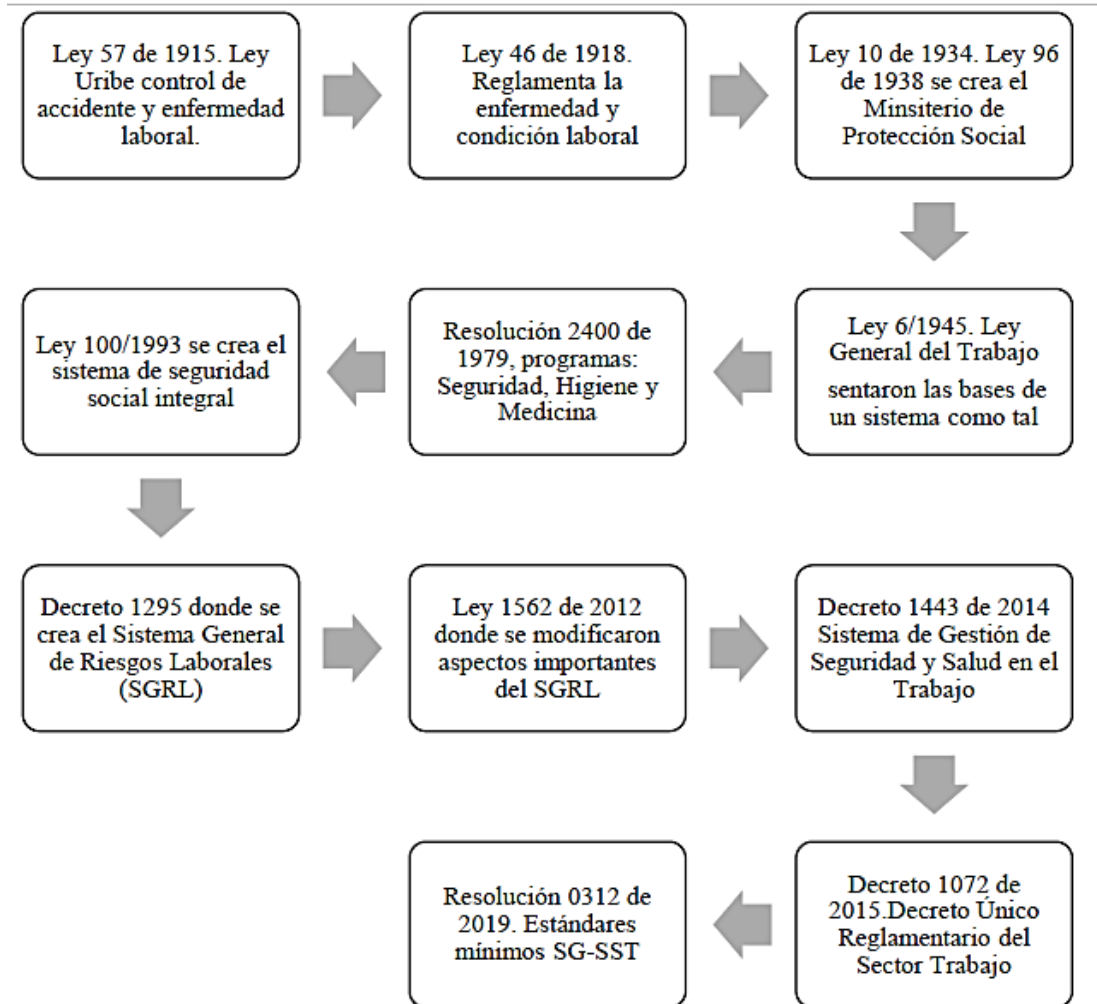 Ley 57 de 1915. Ley
Uribe control de
accidente y enfermedad
laboral.
Ley 46 de 1918.
Reglamenta la
enfermedad y
condición laboral
Ley 10 de 1934. Ley 96
de 1938 se crea el
Minsiterio de
Protección Social
Ley 6/1945. Ley
General del Trabajo
sentaron las bases de
un sistema como tal
Resolución 2400 de
1979, programas:
Seguridad, Higiene y
Medicina
Ley 100/1993 se crea el
sistema de seguridad
social integral
Decreto 1295 donde se
crea el Sistema General
de Riesgos Laborales
(SGRL)
Ley 1562 de 2012
donde se modificaron
aspectos importantes
del SGRL
Decreto 1443 de 2014
Sistema de Gestión de
Seguridad y Salud en el
Trabajo
Decreto 1072 de
2015.Decreto Único
Reglamentario del
Sector Trabajo
Resolución 0312 de
2019. Estándares
mínimos SG-SST